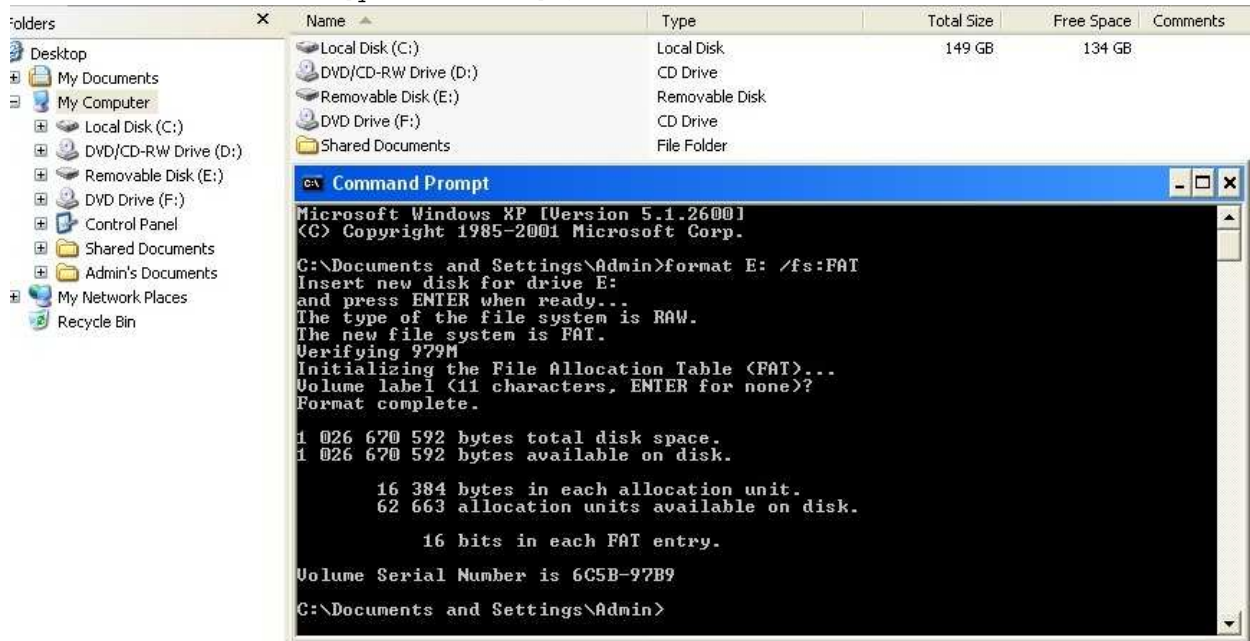 Folders
Name Type Total Size Free Space Comments
Desktop
My Documents
My Computer
Local Disk (C:)
DVD/CD-RW Drive (D:)
Removable Disk (E:)
DVD Drive (F:)
Control Panel
Shared Documents
Admin's Documents
My Network Places
Recycle Bin
Local Disk (C:) Local Disk 149 GB 134 GB
DVD/CD-RW Drive (D:) CD Drive
Removable Disk (E:) Removable Disk
DVD Drive (F:) CD Drive
Shared Documents File Folder
Command Prompt
Microsoft Windows XP [Version 5.1.2600]
(C) Copyright 1985-2001 Microsoft Corp.
C:\Documents and Settings\Admin>format E: /fs:FAT
Insert new disk for drive E:
and press ENTER when ready...
The type of the file system is RAW.
The new file system is FAT.
Verifying 979M
Initializing the File Allocation Table (FAT)...
Volume label (11 characters, ENTER for none)?
Format complete.
1 026 670 592 bytes total disk space.
1 026 670 592 bytes available on disk.
16 384 bytes in each allocation unit.
62 663 allocation units available on disk.
16 bits in each FAT entry.
Volume Serial Number is 6C5B-97B9
C:\Documents and Settings\Admin>